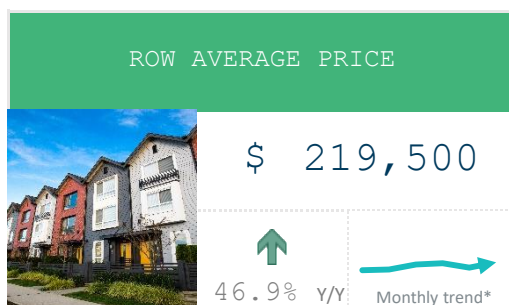 ROW AVERAGE PRICE
$ 219,500
46.9% Y/Y
Monthly trend*